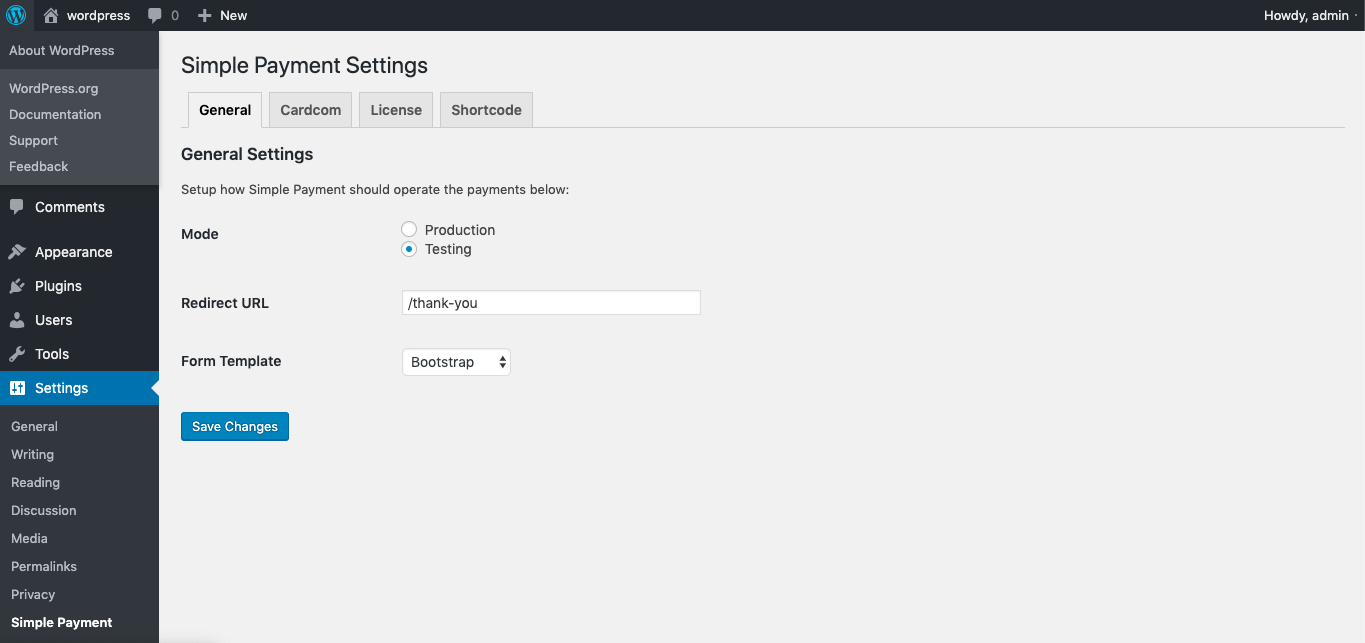 wordpress 0 New Howdy, admin
About WordPress
WordPress.org
Documentation
Support
Feedback
Comments
Appearance
Plugins
Users
Tools
Settings
General
Writing
Reading
Discussion
Media
Permalinks
Privacy
Simple Payment
Simple Payment Settings
General Cardcom License Shortcode
General Settings
Setup how Simple Payment should operate the payments below:
Mode Production
Testing
Redirect URL /thank-you
Form Template Bootstrap
Save Changes